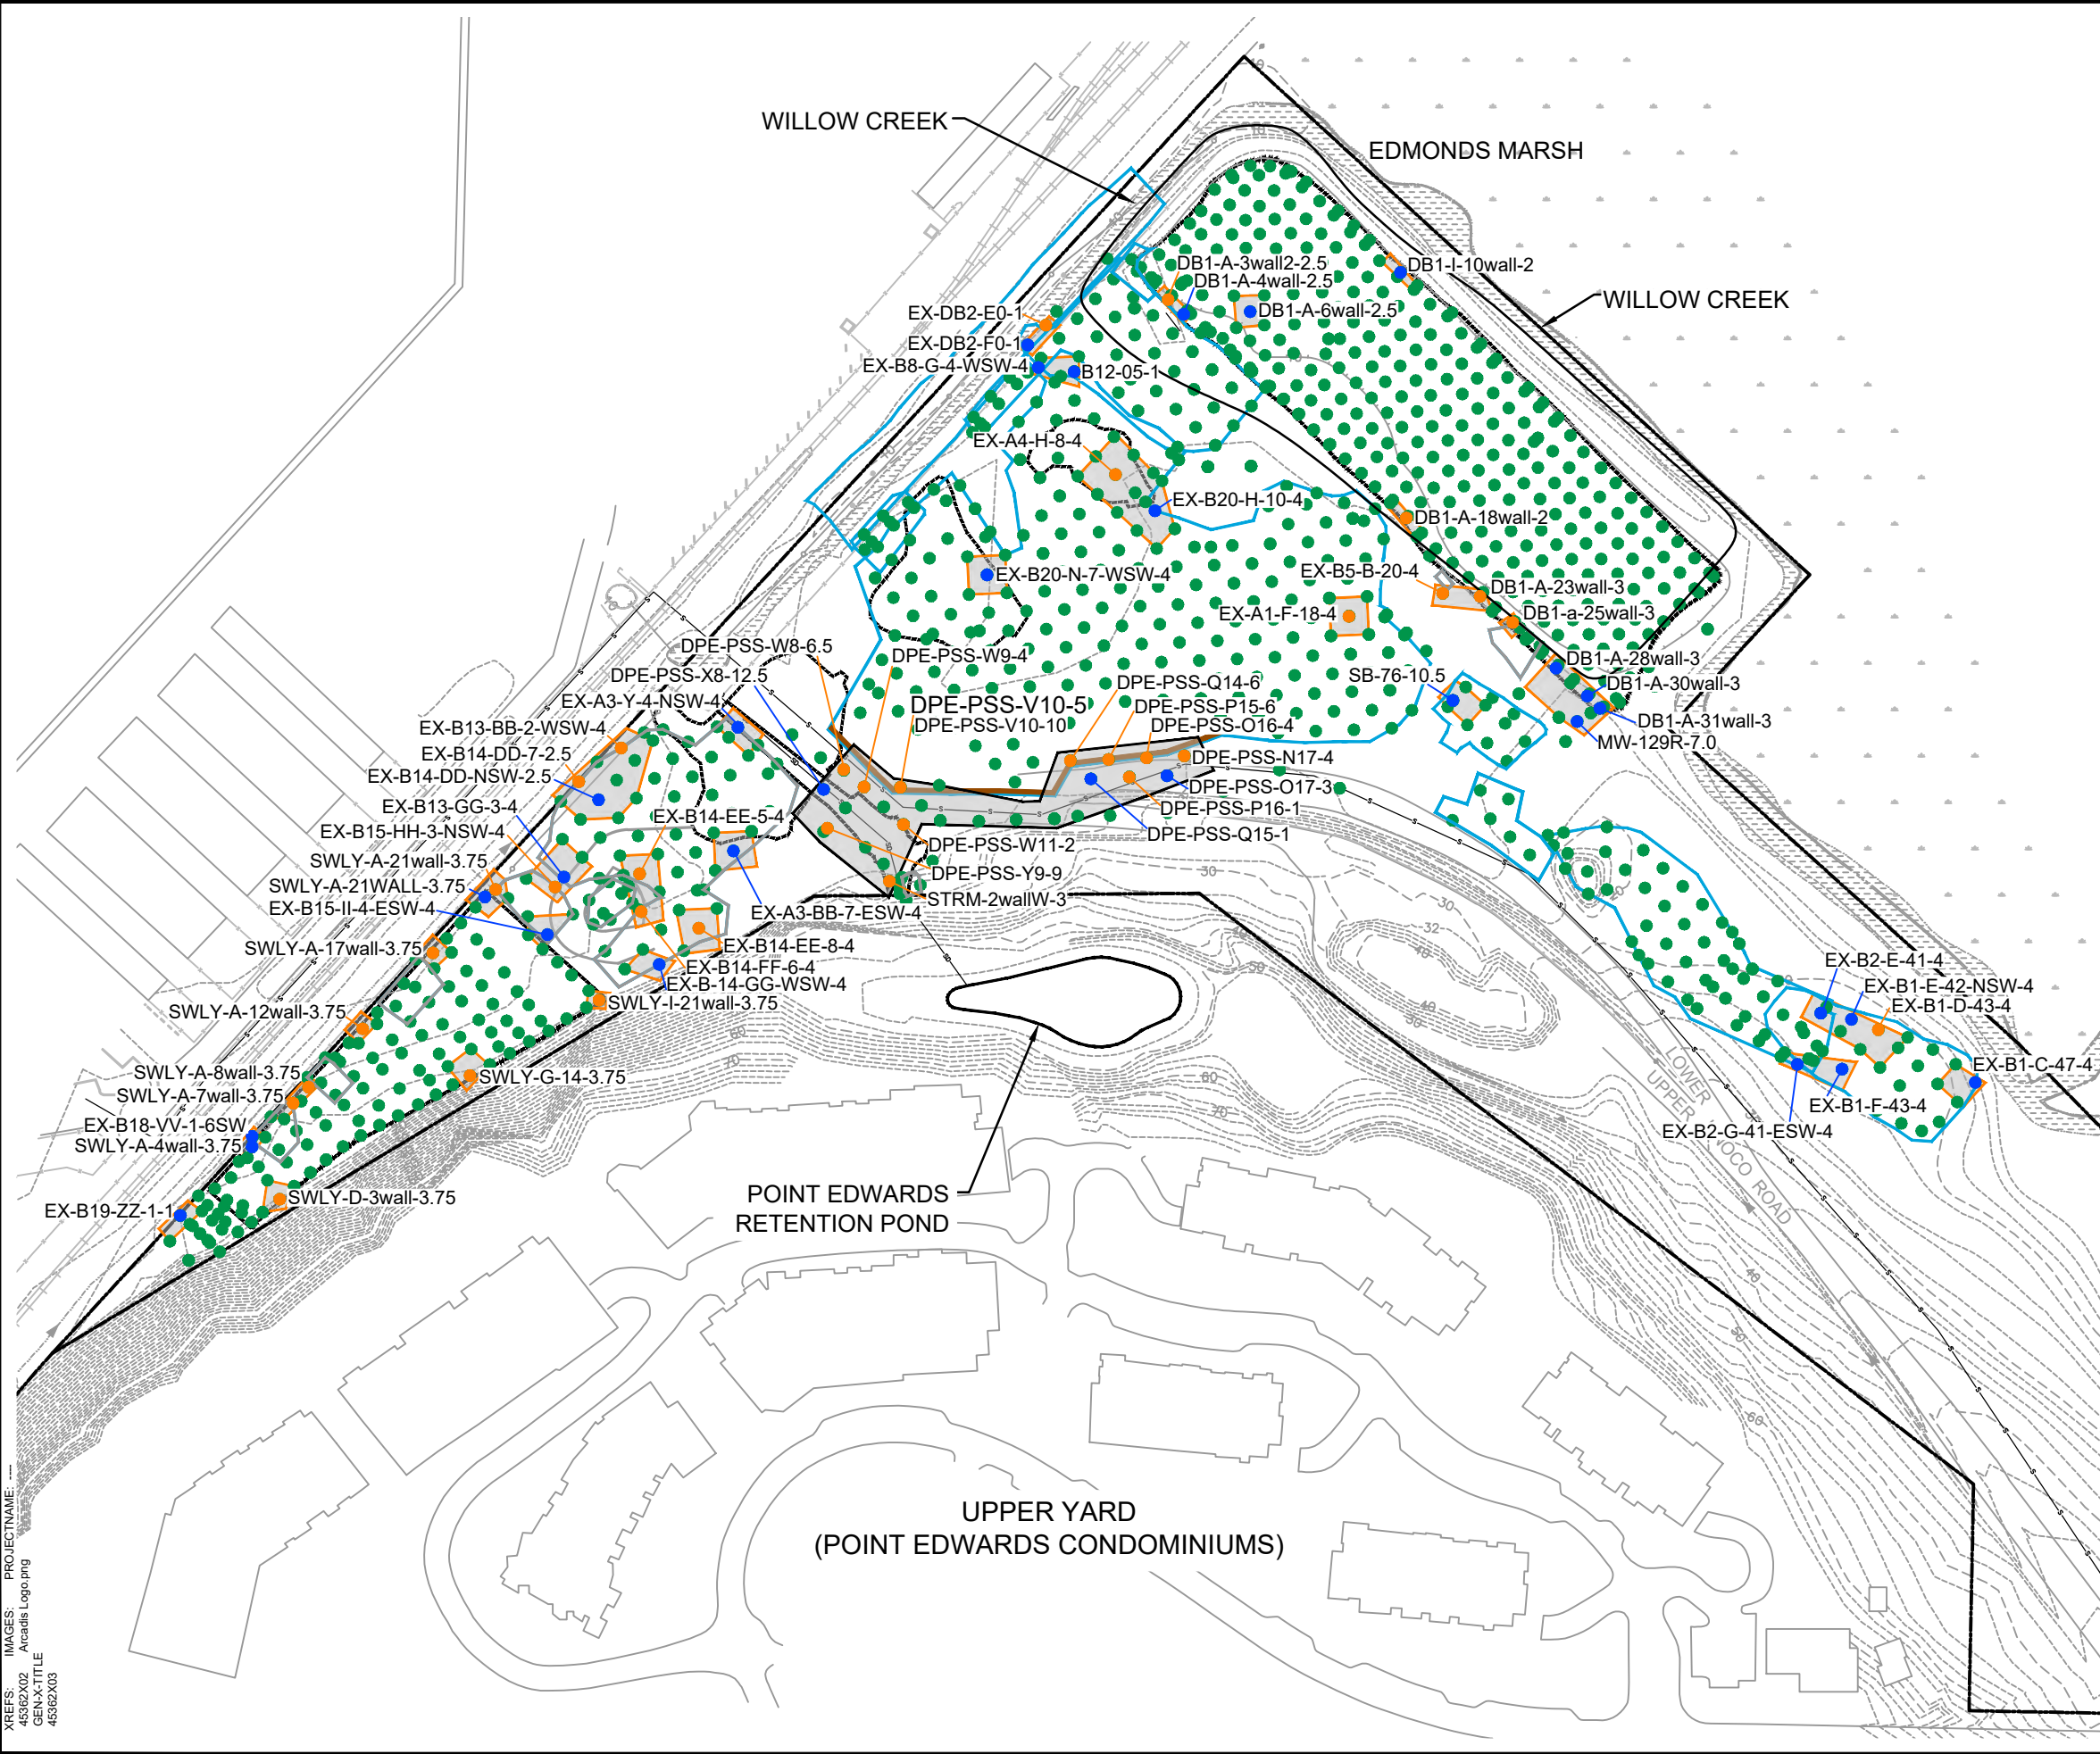 WILLOW CREEK
EDMONDS MARSH
DB1-A-3wall2-2.5
DB1-A-4wall-2.5
DB1-I-10wall-2
WILLOW CREEK
EX-DB2-E0-1
DB1-A-6wall-2.5
EX-DB2-F0-1
EX-B8-G-4-WSW-4
B12-05-1
EX-A4-H-8-4
EX-B20-H-10-4
DB1-A-18wall-2
EX-B20-N-7-WSW-4
EX-B5-B-20-4
DB1-A-23wall-3
EX-A1-F-18-4
DB1-a-25wall-3
DPE-PSS-W8-6.5
DPE-PSS-W9-4
DB1-A-28wall-3
DPE-PSS-X8-12.5
DPE-PSS-Q14-6
SB-76-10.5
DB1-A-30wall-3
EX-A3-Y-4-NSW-4
DPE-PSS-V10-5
DPE-PSS-P15-6
DPE-PSS-V10-10
DPE-PSS-O16-4
DB1-A-31wall-3
EX-B13-BB-2-WSW-4
MW-129R-7.0
EX-B14-DD-7-2.5
DPE-PSS-N17-4
EX-B14-DD-NSW-2.5
DPE-PSS-O17-3
EX-B13-GG-3-4
DPE-PSS-P16-1
EX-B14-EE-5-4
EX-B15-HH-3-NSW-4
DPE-PSS-Q15-1
DPE-PSS-W11-2
SWLY-A-21wall-3.75
DPE-PSS-Y9-9
SWLY-A-21WALL-3.75
STRM-2wallW-3
EX-B15-II-4-ESW-4
EX-A3-BB-7-ESW-4
SWLY-A-17wall-3.75
EX-B14-EE-8-4
EX-B14-FF-6-4
EX-B-14-GG-WSW-4
SWLY-I-21wall-3.75
EX-B2-E-41-4
EX-B1-E-42-NSW-4
EX-B1-D-43-4
SWLY-A-12wall-3.75
SWLY-A-8wall-3.75
SWLY-G-14-3.75
EX-B1-C-47-4
SWLY-A-7wall-3.75
EX-B1-F-43-4
EX-B18-VV-1-6SW
EX-B2-G-41-ESW-4
SWLY-A-4wall-3.75
SWLY-D-3wall-3.75
EX-B19-ZZ-1-1
LOWER
UPPER
OCO ROAD
POINT EDWARDS
RETENTION POND
30
32
40
50
30
50
40
50
60
70
60
70
40
50
60
UPPER YARD
(POINT EDWARDS CONDOMINIUMS)
XREFS: IMAGES: PROJECTNAME: ----
45362X02 Arcadis Logo.png
GEN-X-TITLE
45362X03